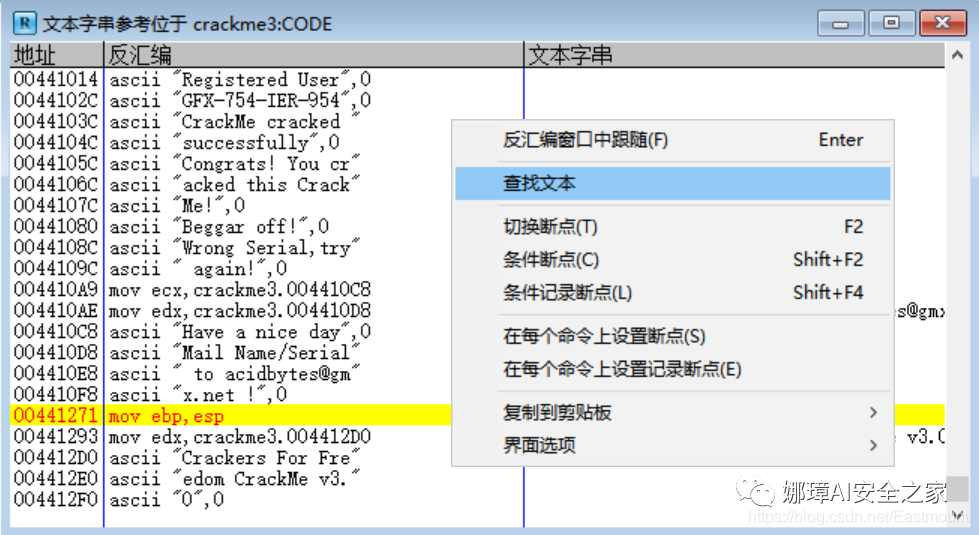 R 文本字串参考位于 crackme3:CODE
地址 反汇编 文本字串
00441014 ascii "Registered User",0
0044102C ascii "GFX-754-IER-954",0
0044103C ascii "CrackMe cracked "
0044104C ascii "successfully",0
0044105C ascii "Congrats! You cr"
0044106C ascii "acked this Crack"
0044107C ascii "Me!",0
00441080 ascii "Beggar off!",0
0044108C ascii "Wrong Serial,try"
0044109C ascii " again!",0
004410A9 mov ecx,crackme3.004410C8
004410AE mov edx,crackme3.004410D8 s@gmx
004410C8 ascii "Have a nice day",0
004410D8 ascii "Mail Name/Serial"
004410E8 ascii " to acidbytes@gm"
004410F8 ascii "x.net !",0
00441271 mov ebp,esp
00441293 mov edx,crackme3.004412D0 v3.0
004412D0 ascii "Crackers For Fre"
004412E0 ascii "edom CrackMe v3."
004412F0 ascii "0",0
反汇编窗口中跟随(F) Enter
查找文本
切换断点(T) F2
条件断点(C) Shift+F2
条件记录断点(L) Shift+F4
在每个命令上设置断点(S)
在每个命令上设置记录断点(E)
复制到剪贴板
界面选项
娜璋AI安全之家
https://blog.csdn.net/Eastmount